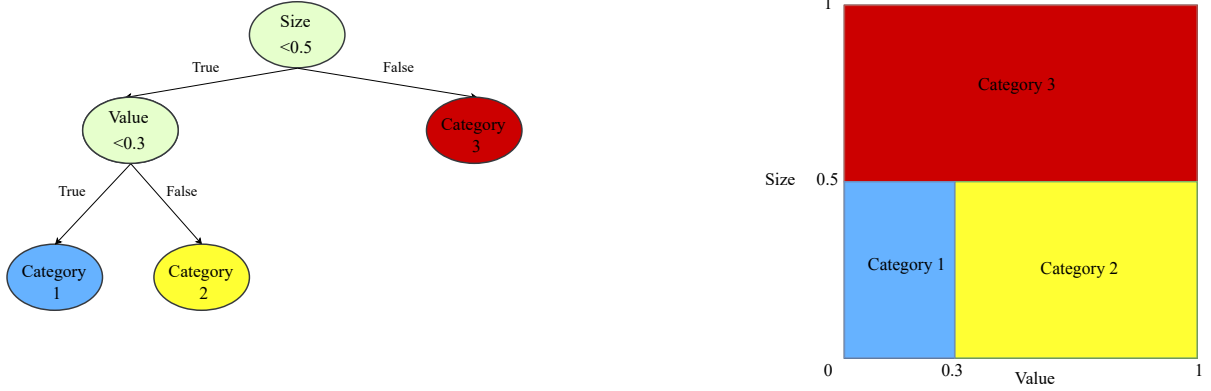 Size
<0.5
True
False
Value
<0.3
Category
3
True
False
Category
1
Category
2
1
Category 3
Size
0.5
Category 1
Category 2
0
0.3
Value
1